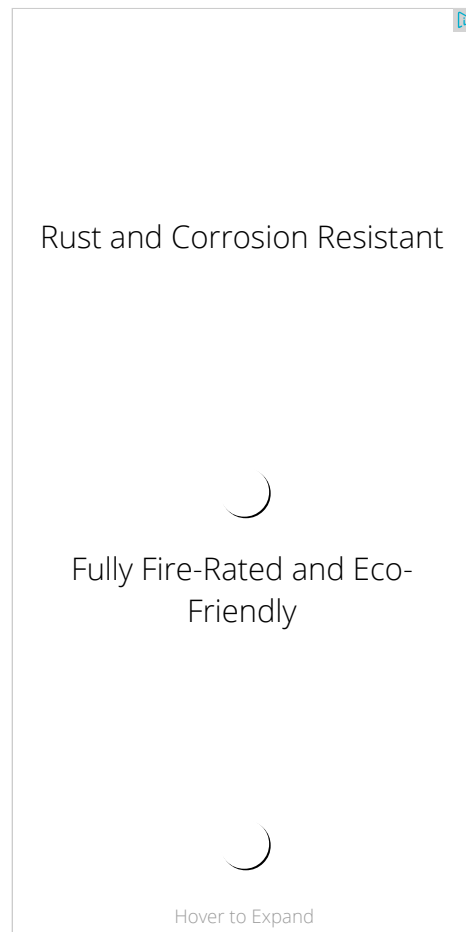 Rust and Corrosion Resistant
Fully Fire-Rated and Eco-
Friendly
Hover to Expand